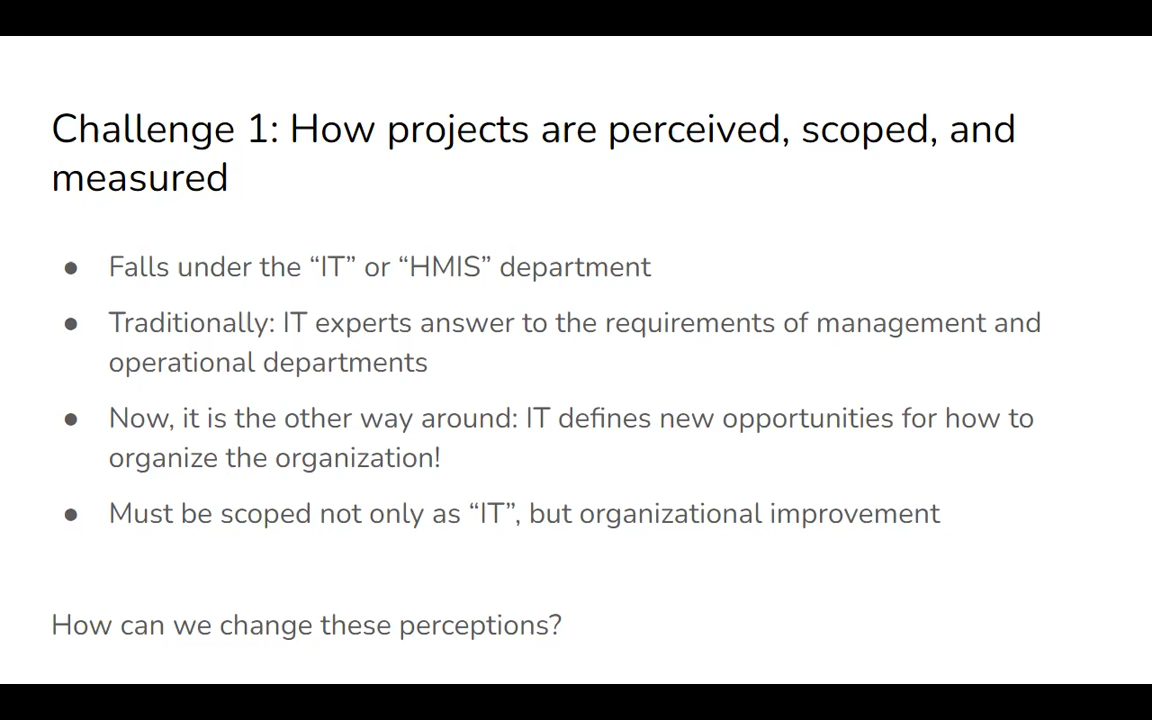 Challenge 1: How projects are perceived, scoped, and
measured
● Falls under the “IT” or “HMIS” department
● Traditionally: IT experts answer to the requirements of management and
operational departments
● Now, it is the other way around: IT defines new opportunities for how to
organize the organization!
● Must be scoped not only as “IT”, but organizational improvement
How can we change these perceptions?